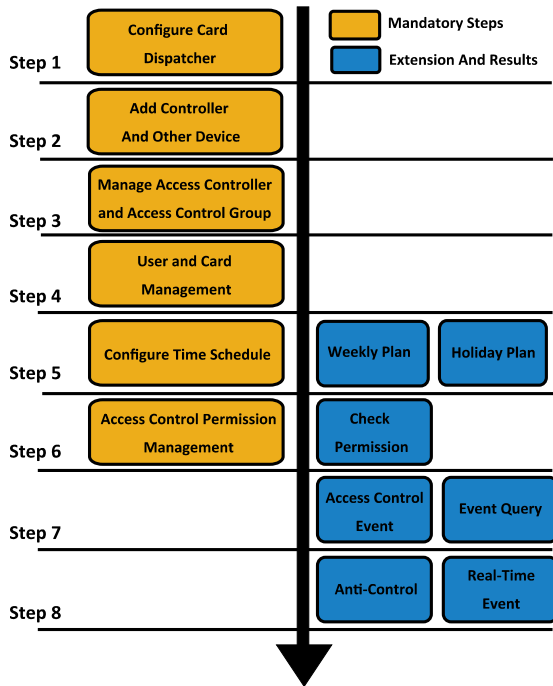 Mandatory Steps
Extension And Results
Step 1
Configure Card
Dispatcher
Step 2
Add Controller
And Other Device
Step 3
Manage Access Controller
and Access Control Group
Step 4
User and Card
Management
Step 5
Configure Time Schedule
Weekly Plan
Holiday Plan
Step 6
Access Control Permission
Management
Check
Permission
Step 7
Access Control
Event
Event Query
Step 8
Anti-Control
Real-Time
Event